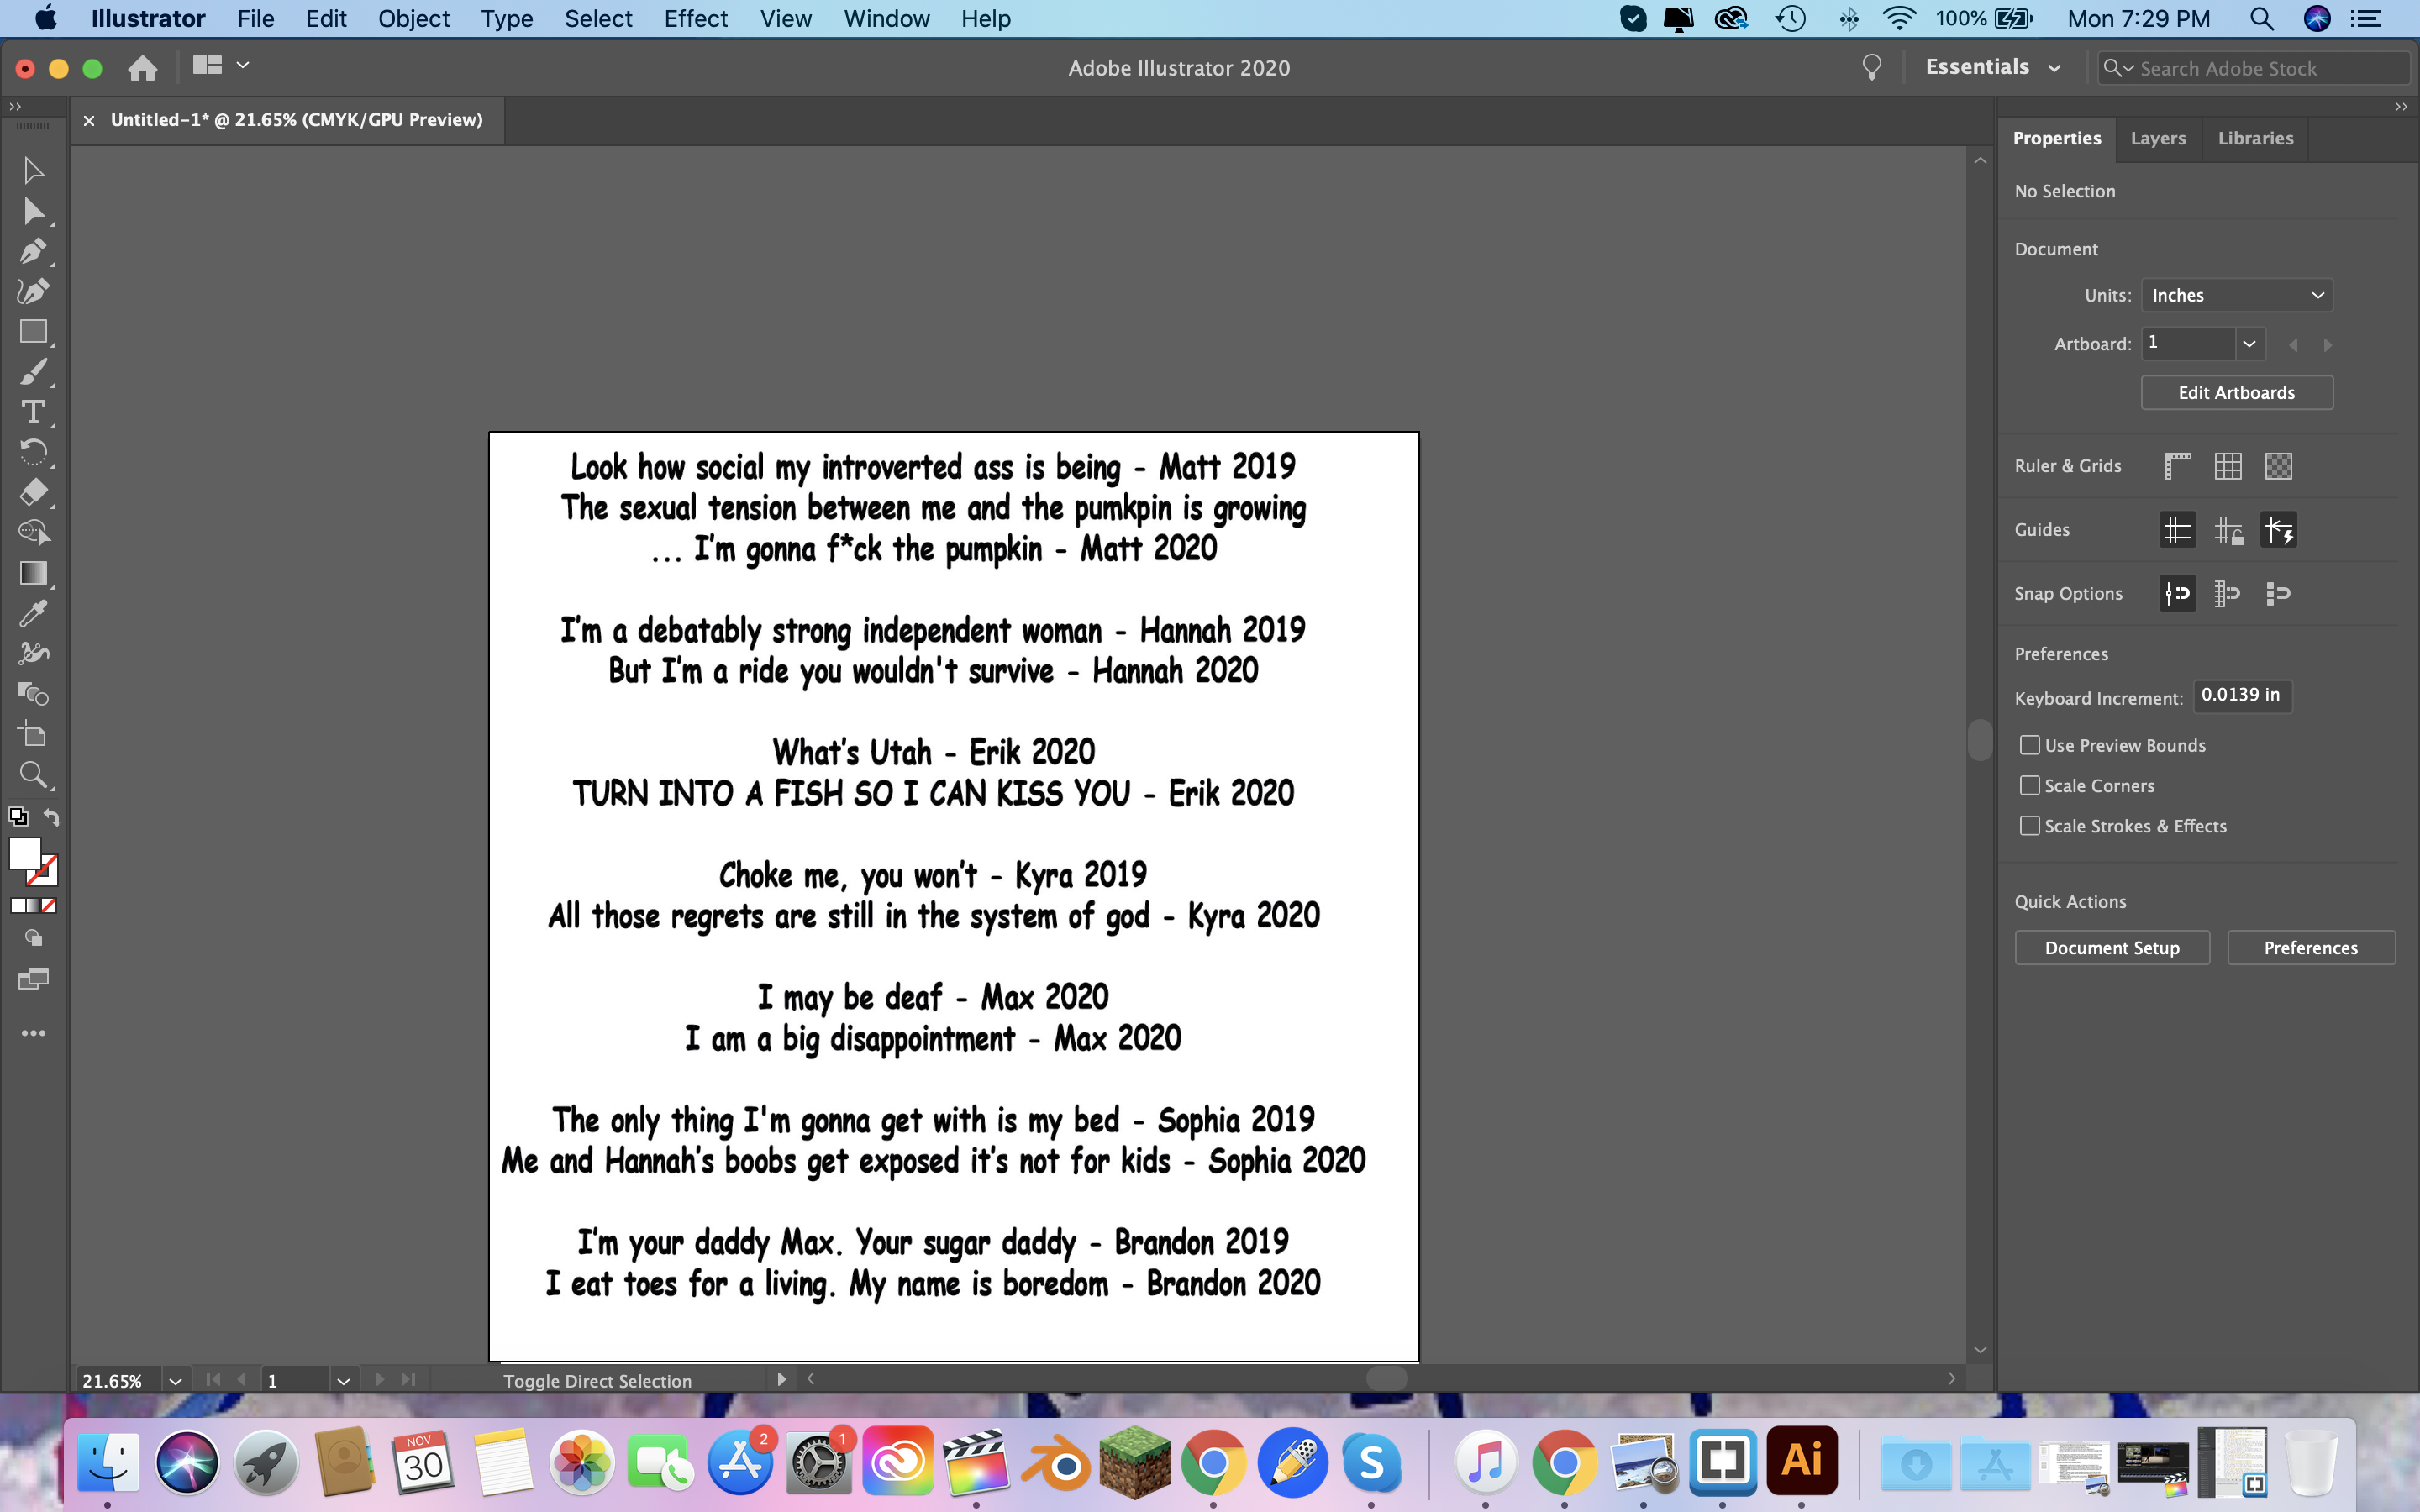 Illustrator File Edit Object Type Select Effect View Window Help 100% Mon 7:29 PM
Adobe Illustrator 2020 Essentials Search Adobe Stock
Untitled-1* @ 21.65% (CMYK/GPU Preview)
Properties Layers Libraries
No Selection
Document
Units: Inches
Artboard: 1
Edit Artboards
Ruler & Grids
Guides
Snap Options
Preferences
Keyboard Increment: 0.0139 in
Use Preview Bounds
Scale Corners
Scale Strokes & Effects
Quick Actions
Document Setup Preferences
Look how social my introverted ass is being - Matt 2019
The sexual tension between me and the pumkpin is growing
... I'm gonna f*ck the pumpkin - Matt 2020
I'm a debatably strong independent woman - Hannah 2019
But I'm a ride you wouldn't survive - Hannah 2020
What's Utah - Erik 2020
TURN INTO A FISH SO I CAN KISS YOU - Erik 2020
Choke me, you won't - Kyra 2019
All those regrets are still in the system of god - Kyra 2020
I may be deaf - Max 2020
I am a big disappointment - Max 2020
The only thing I'm gonna get with is my bed - Sophia 2019
Me and Hannah's boobs get exposed it's not for kids - Sophia 2020
I'm your daddy Max. Your sugar daddy - Brandon 2019
I eat toes for a living. My name is boredom - Brandon 2020
21.65% 1 Toggle Direct Selection
NOV
30
2
1
S
Ai